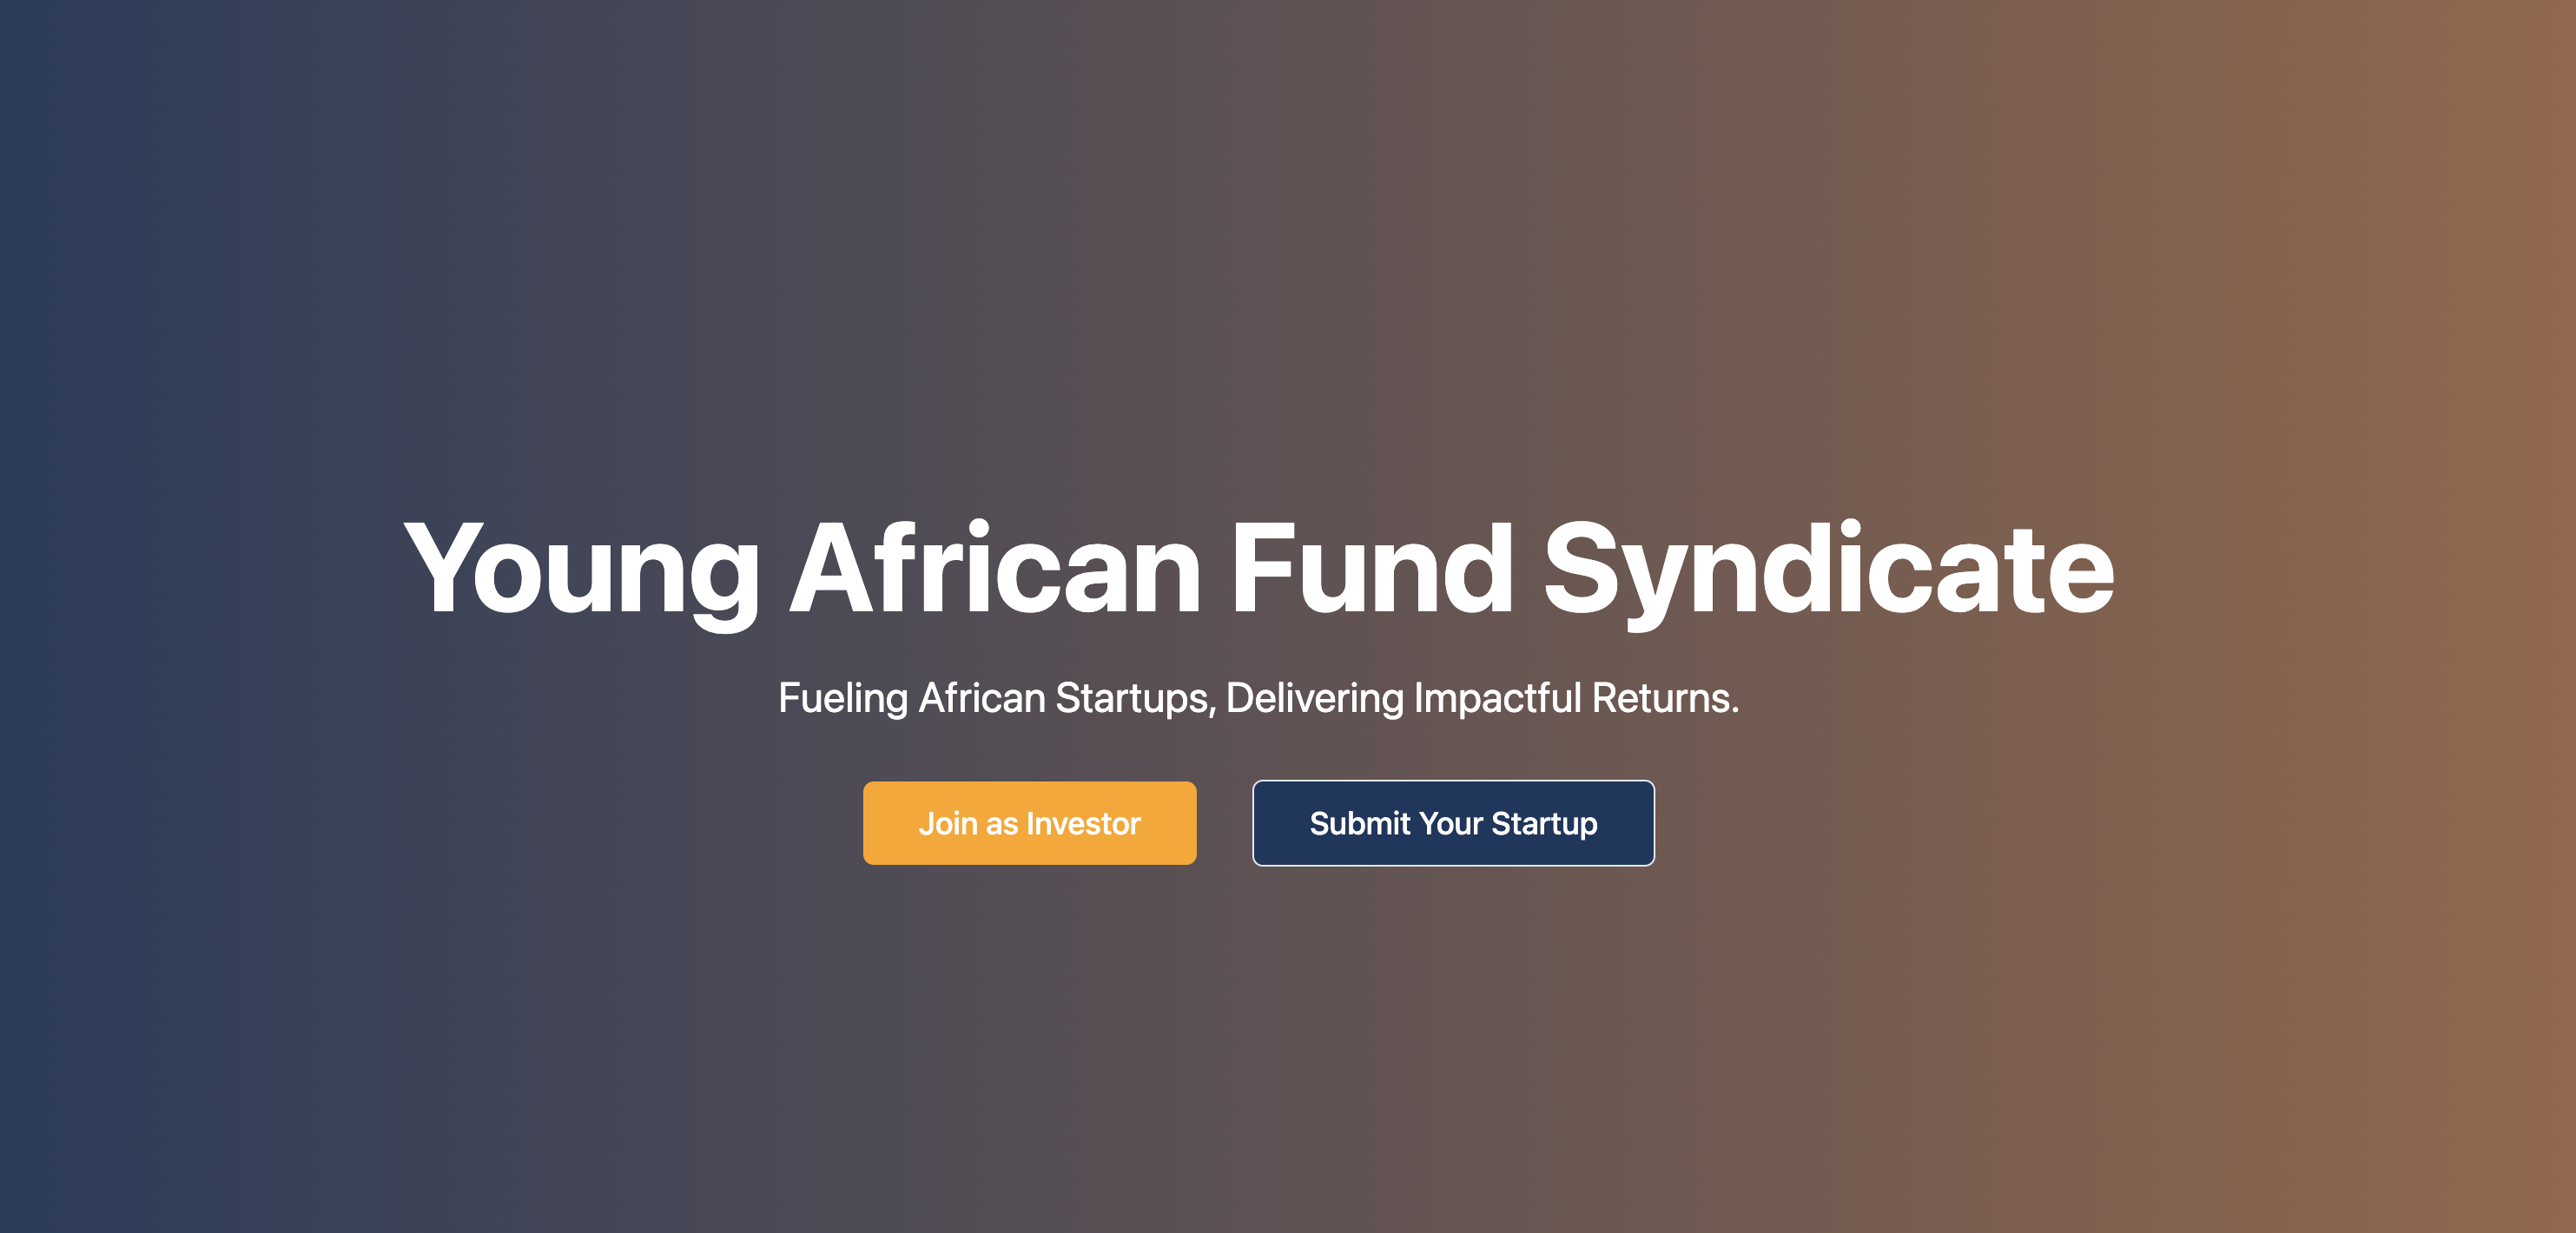 Young African Fund Syndicate
Fueling African Startups, Delivering Impactful Returns.
Join as Investor
Submit Your Startup